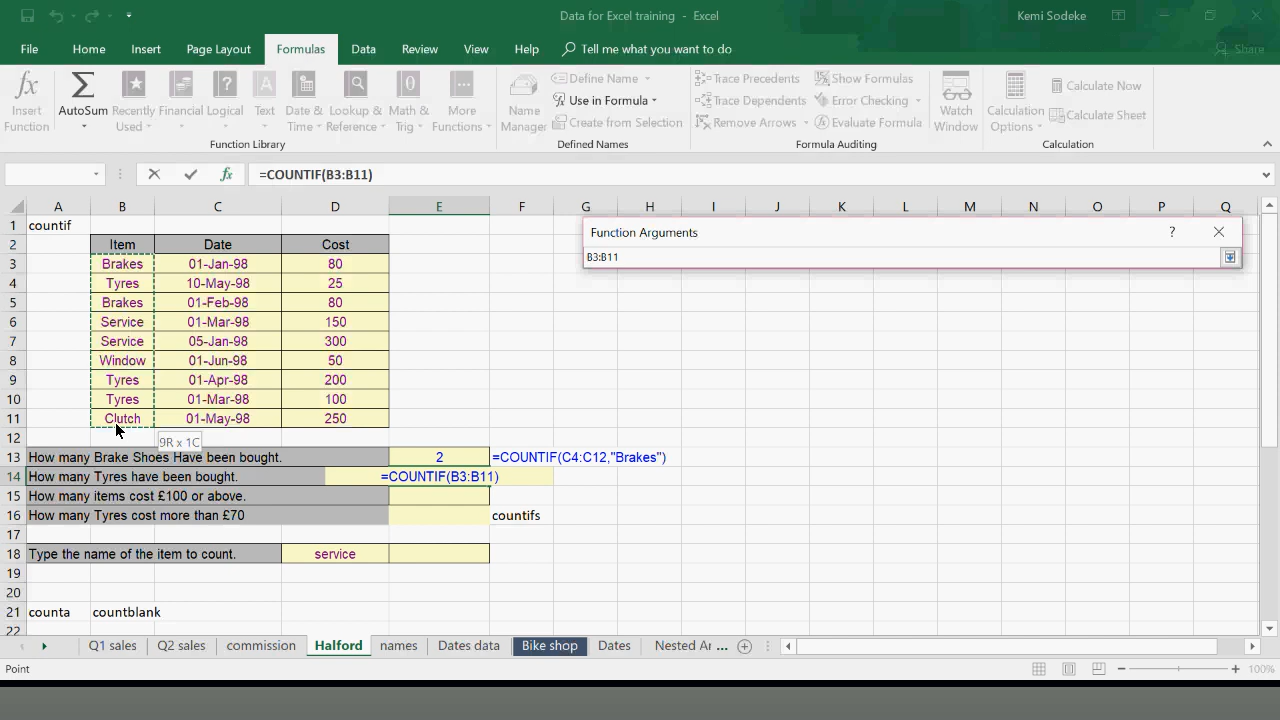 Data for Excel training - Excel
Kemi Sodeke
File Home Insert Page Layout Formulas Data Review View Help Tell me what you want to do Share
Insert Function
AutoSum
Recently Used
Financial
Logical
Text
Date & Time
Lookup & Reference
Math & Trig
More Functions
Function Library
Name Manager
Define Name
Use in Formula
Create from Selection
Defined Names
Trace Precedents
Trace Dependents
Remove Arrows
Show Formulas
Error Checking
Evaluate Formula
Formula Auditing
Watch Window
Calculation Options
Calculate Now
Calculate Sheet
Calculation
fx =COUNTIF(B3:B11)
A B C D E F G H I J K L M N O P Q
Function Arguments ? 
B3:B11
1 countif
2 Item Date Cost
3 Brakes 01-Jan-98 80
4 Tyres 10-May-98 25
5 Brakes 01-Feb-98 80
6 Service 01-Mar-98 150
7 Service 05-Jan-98 300
8 Window 01-Jun-98 50
9 Tyres 01-Apr-98 200
10 Tyres 01-Mar-98 100
11 Clutch 01-May-98 250
12 9R x 1C
13 How many Brake Shoes Have been bought. 2 =COUNTIF(C4:C12,"Brakes")
14 How many Tyres have been bought. =COUNTIF(B3:B11)
15 How many items cost £100 or above.
16 How many Tyres cost more than £70 countifs
17
18 Type the name of the item to count. service
19
20
21 counta countblank
22
Q1 sales Q2 sales commission Halford names Dates data Bike shop Dates Nested Ar ...
Point 100%